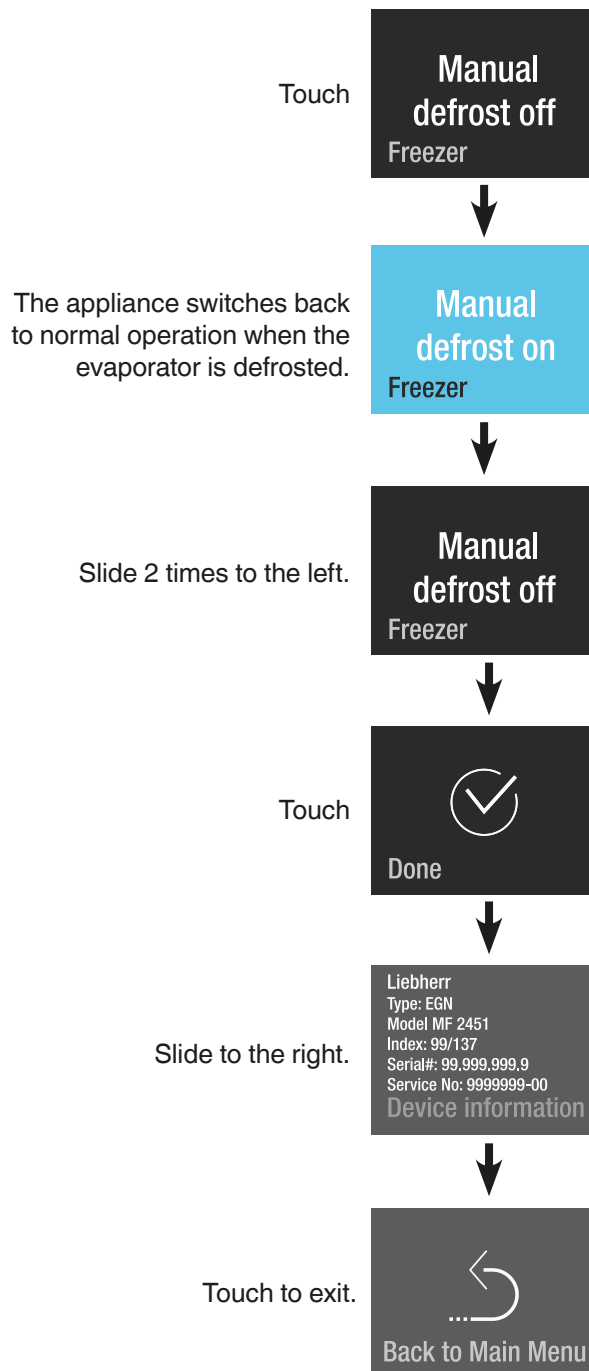 Touch
Manual
defrost off
Freezer
The appliance switches back
to normal operation when the
evaporator is defrosted.
Manual
defrost on
Freezer
Slide 2 times to the left.
Manual
defrost off
Freezer
Touch
Done
Slide to the right.
Liebherr
Type: EGN
Model MF 2451
Index: 99/137
Serial#: 99.999.999.9
Service No: 9999999-00
Device information
Touch to exit.
Back to Main Menu